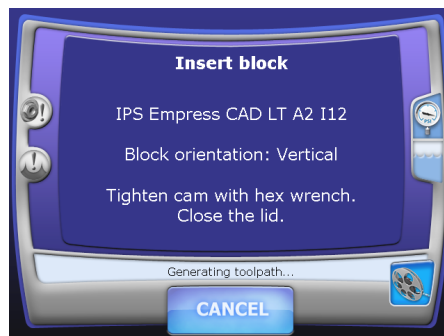 Insert block
IPS Empress CAD LT A2 I12
Block orientation: Vertical
Tighten cam with hex wrench.
Close the lid.
Generating toolpath...
CANCEL